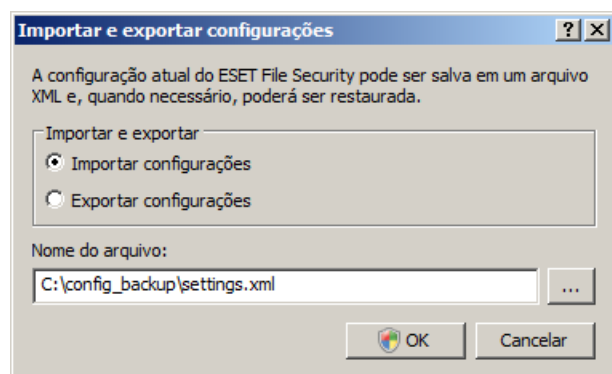 Importar e exportar configurações
A configuração atual do ESET File Security pode ser salva em um arquivo
XML e, quando necessário, poderá ser restaurada.
Importar e exportar
Importar configurações
Exportar configurações
Nome do arquivo:
C:\config_backup\settings.xml
...
OK
Cancelar